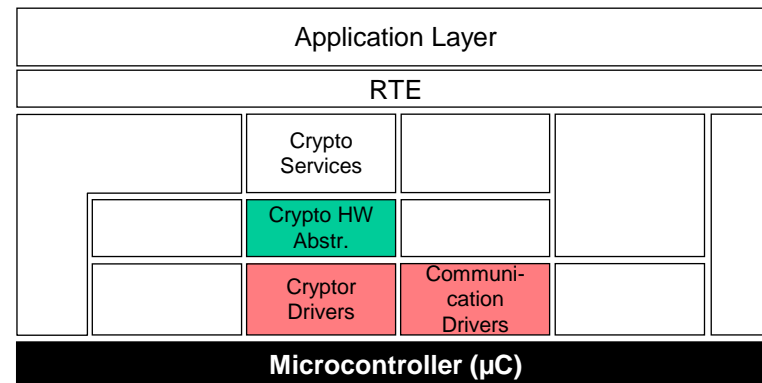 Application Layer
RTE
Crypto
Services
Crypto HW
Abstr.
Cryptor
Drivers
Communi-
cation
Drivers
Microcontroller (µC)